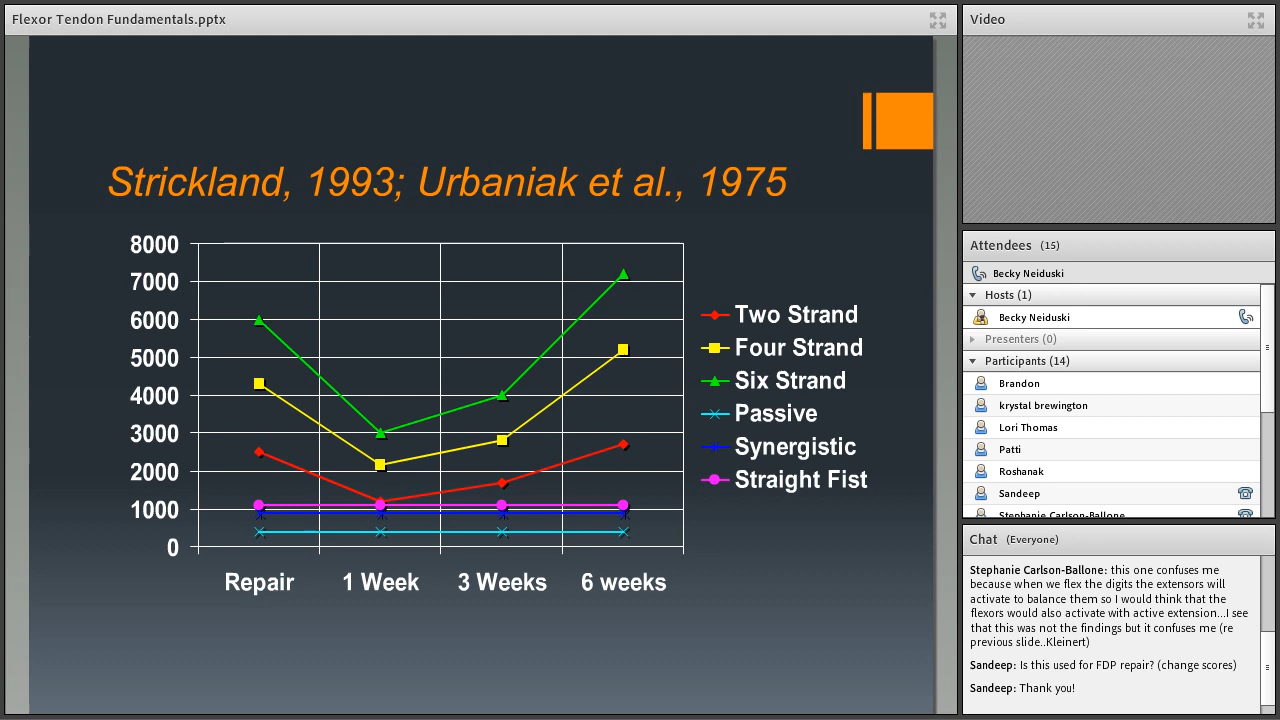 Flexor Tendon Fundamentals.pptx
Strickland, 1993; Urbaniak et al., 1975
8000
7000
6000
5000
4000
3000
2000
1000
0
Repair 1 Week 3 Weeks 6 weeks
Two Strand
Four Strand
Six Strand
Passive
Synergistic
Straight Fist
Video
Attendees (15)
Becky Neiduski
Hosts (1)
Becky Neiduski
Presenters (0)
Participants (14)
Brandon
krystal brewington
Lori Thomas
Patti
Roshanak
Sandeep
Stephanie Carlson-Ballone
Chat (Everyone)
Stephanie Carlson-Ballone: this one confuses me
because when we flex the digits the extensors will
activate to balance them so I would think that the
flexors would also activate with active extension...I see
that this was not the findings but it confuses me (re
previous slide..Kleinert)
Sandeep: Is this used for FDP repair? (change scores)
Sandeep: Thank you!